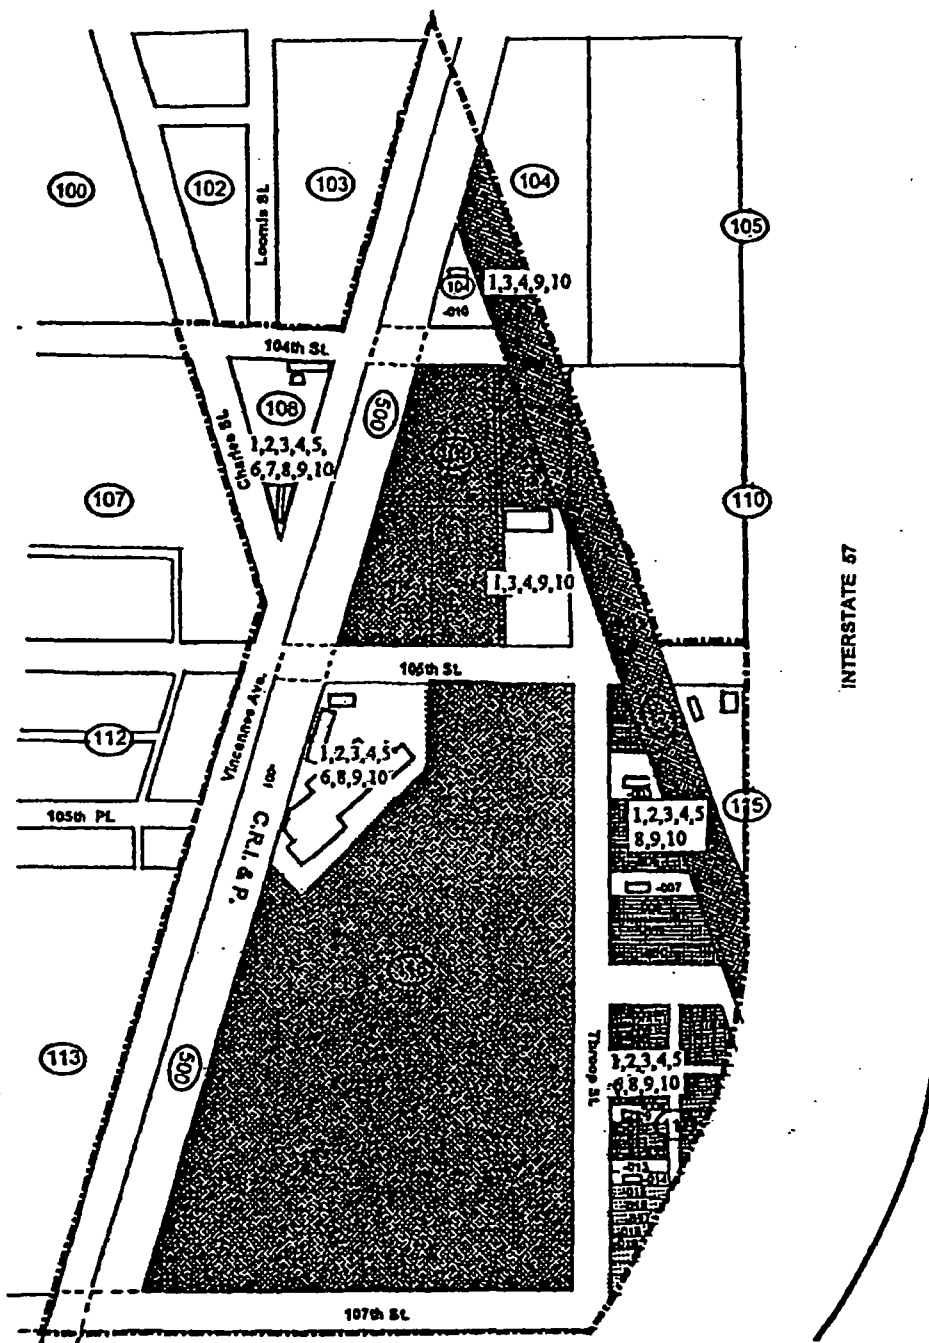 100
102
Loomis St.
103
104
105
104
-010
1,3,4,9,10
104th St.
108
500
Charles St.
1,2,3,4,5,
6,7,8,9,10
107
110
INTERSTATE 57
1,3,4,9,10
105th St.
Vincennes Ave.
112
1,2,3,4,5
6,8,9,10
-001
105th Pl.
C.R.I. & P.
115
1,2,3,4,5
8,9,10
-007
113
500
Throop St.
1,2,3,4,5
6,8,9,10
-013
-014
107th St.